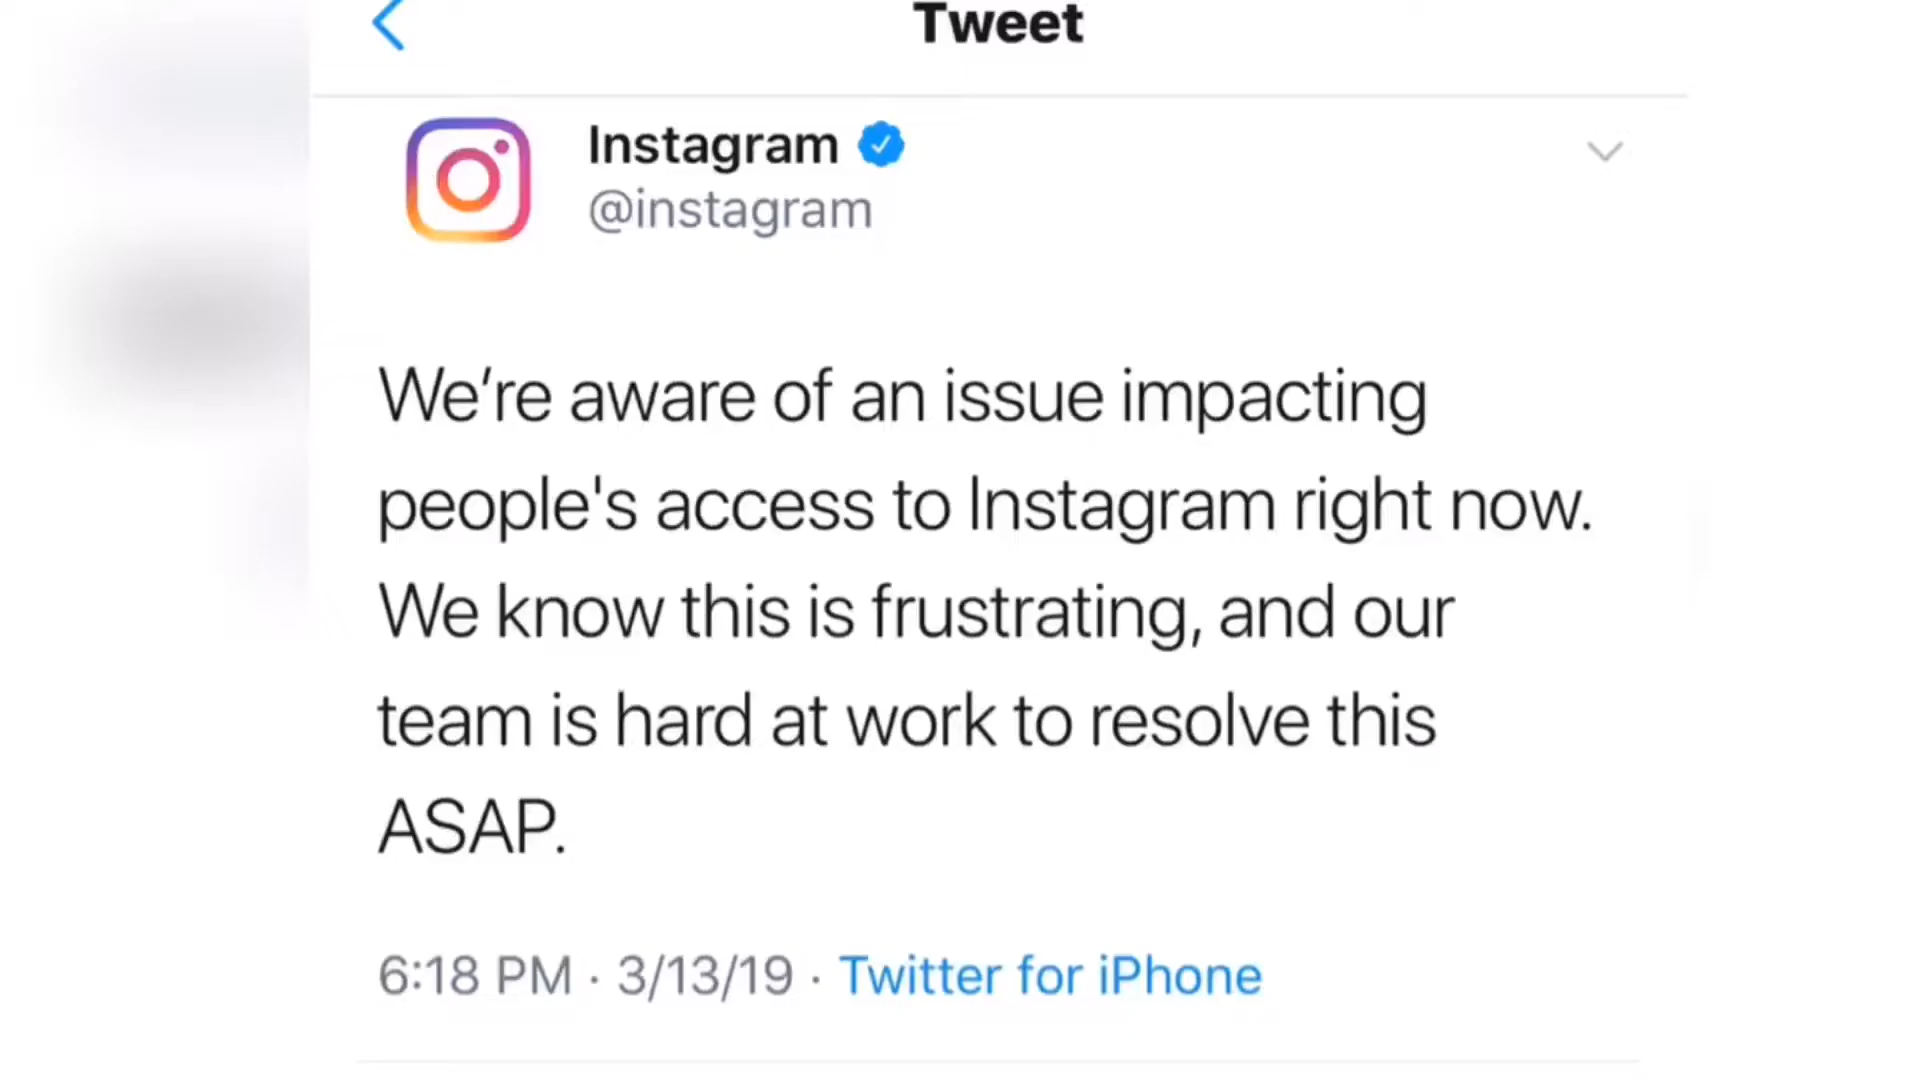 Tweet
Instagram
@instagram
We’re aware of an issue impacting
people's access to Instagram right now.
We know this is frustrating, and our
team is hard at work to resolve this
ASAP.
6:18 PM · 3/13/19 · Twitter for iPhone